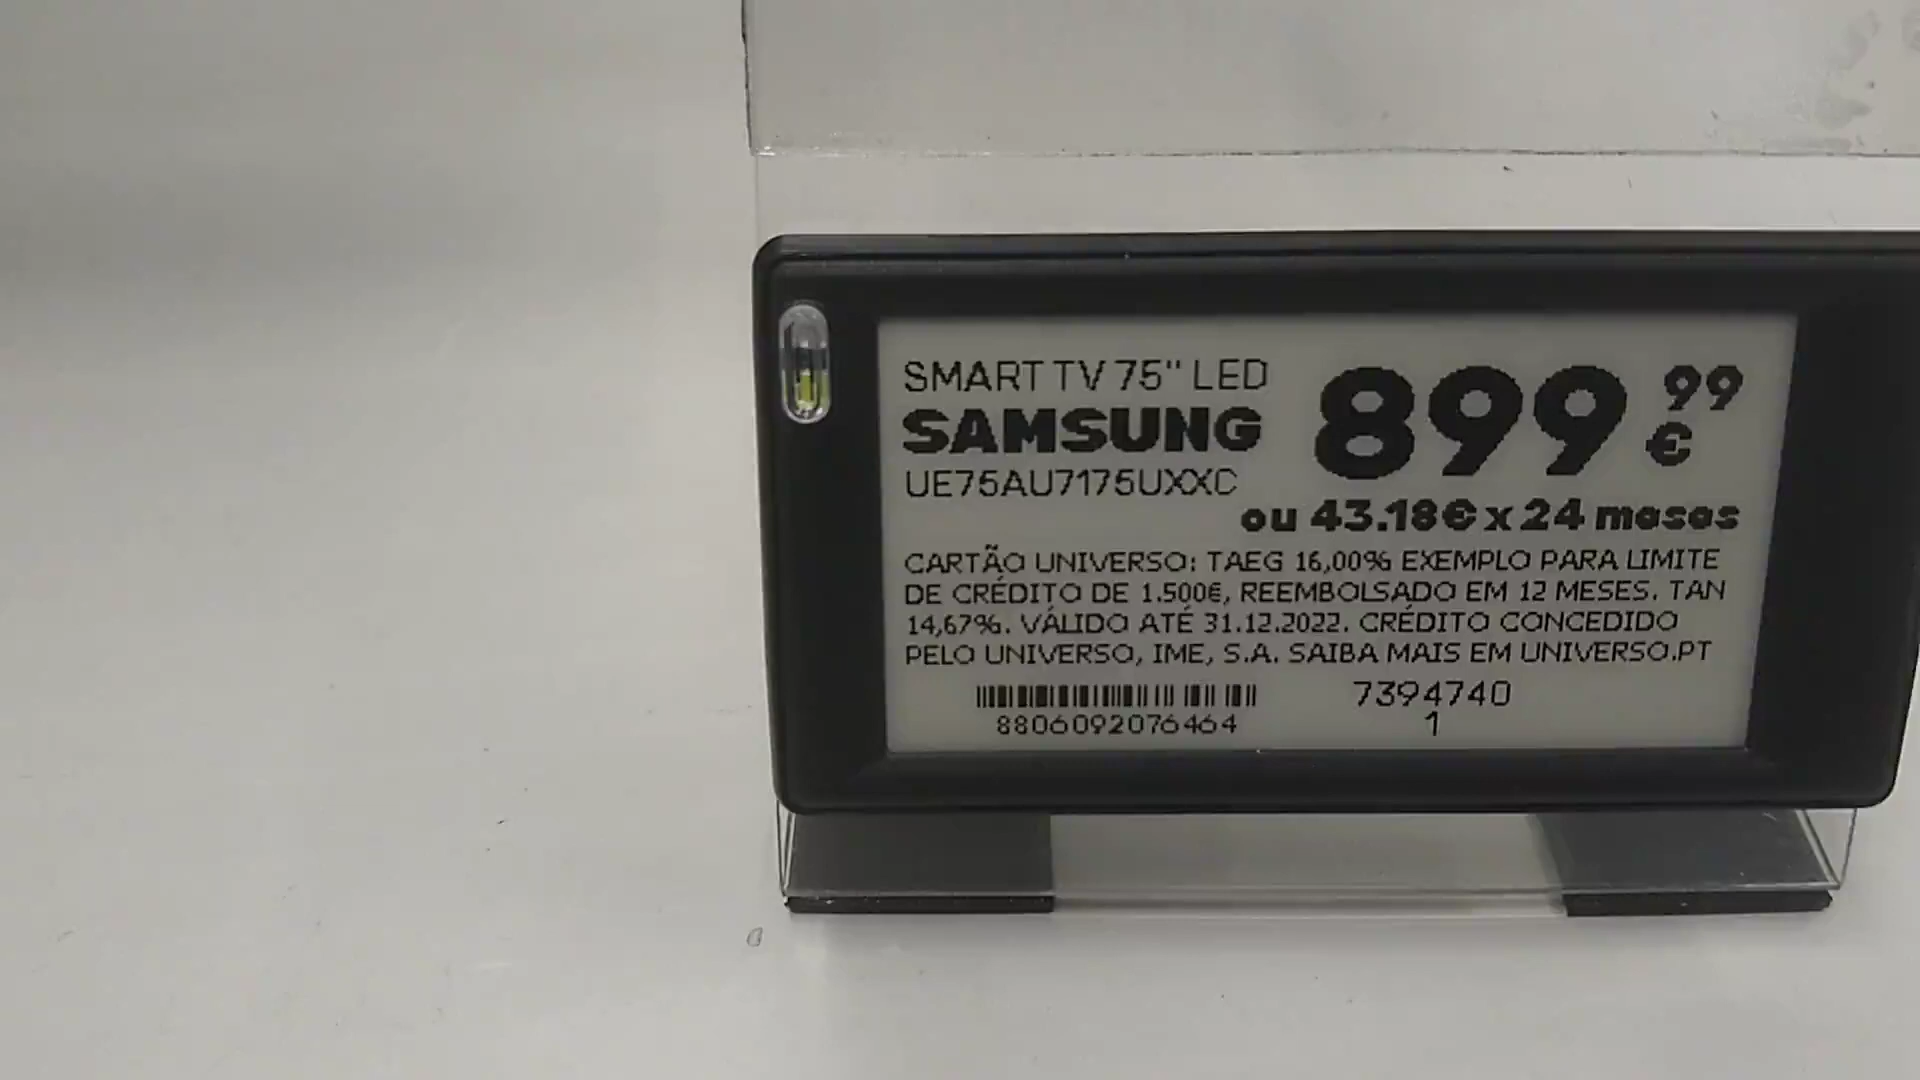 SMART TV 75" LED
SAMSUNG
UE75AU7175UXXC
899,99 €
ou 43.18€ x 24 meses
CARTÃO UNIVERSO: TAEG 16,00% EXEMPLO PARA LIMITE
DE CRÉDITO DE 1.500€, REEMBOLSADO EM 12 MESES. TAN
14,67%. VÁLIDO ATÉ 31.12.2022. CRÉDITO CONCEDIDO
PELO UNIVERSO, IME, S.A. SAIBA MAIS EM UNIVERSO.PT
8806092076464
7394740
1